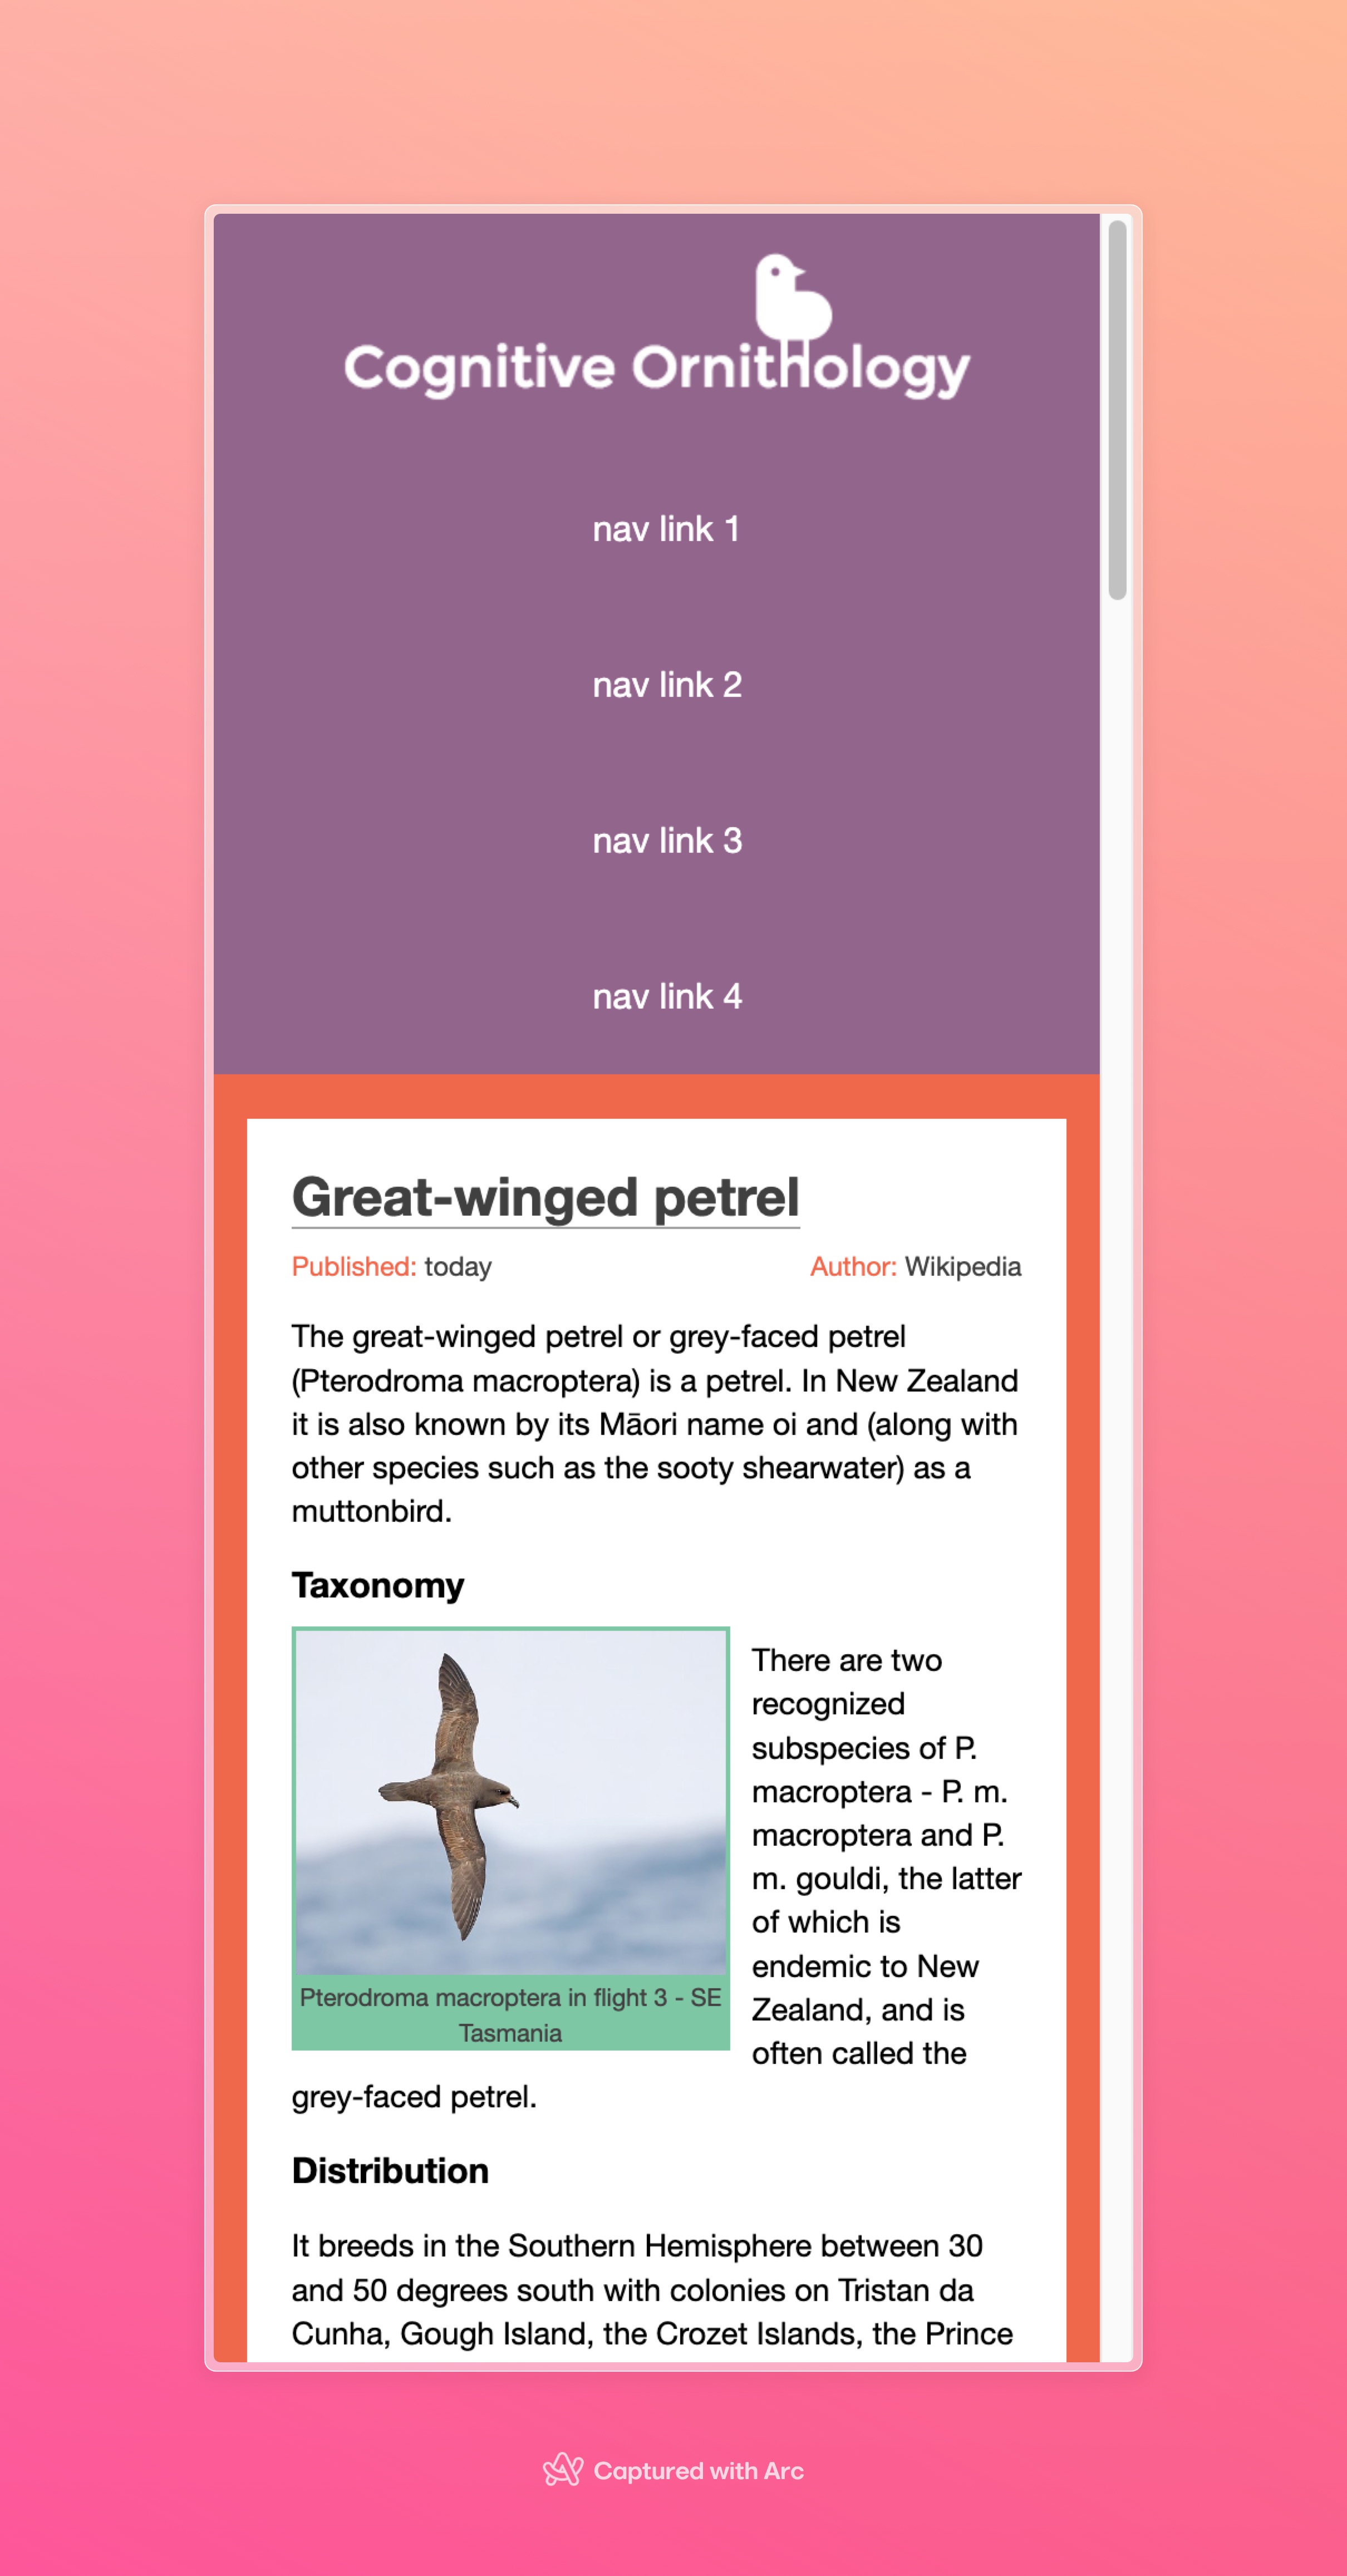 Cognitive Ornithology
nav link 1
nav link 2
nav link 3
nav link 4
Great-winged petrel
Published: today Author: Wikipedia
The great-winged petrel or grey-faced petrel
(Pterodroma macroptera) is a petrel. In New Zealand
it is also known by its Māori name oi and (along with
other species such as the sooty shearwater) as a
muttonbird.
Taxonomy
Pterodroma macroptera in flight 3 - SE
Tasmania
There are two
recognized
subspecies of P.
macroptera - P. m.
macroptera and P.
m. gouldi, the latter
of which is
endemic to New
Zealand, and is
often called the
grey-faced petrel.
Distribution
It breeds in the Southern Hemisphere between 30
and 50 degrees south with colonies on Tristan da
Cunha, Gough Island, the Crozet Islands, the Prince
Captured with Arc